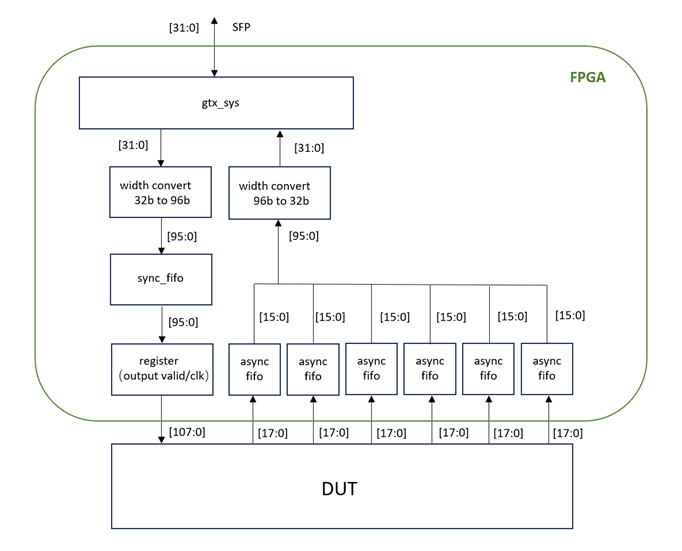 [31:0] SFP
FPGA
gtx_sys
[31:0]
[31:0]
width convert
32b to 96b
width convert
96b to 32b
[95:0]
[95:0]
sync_fifo
[95:0]
[15:0] [15:0] [15:0] [15:0] [15:0] [15:0]
register
(output valid/clk)
async
fifo
async
fifo
async
fifo
async
fifo
async
fifo
async
fifo
[107:0] [17:0] [17:0] [17:0] [17:0] [17:0] [17:0]
DUT